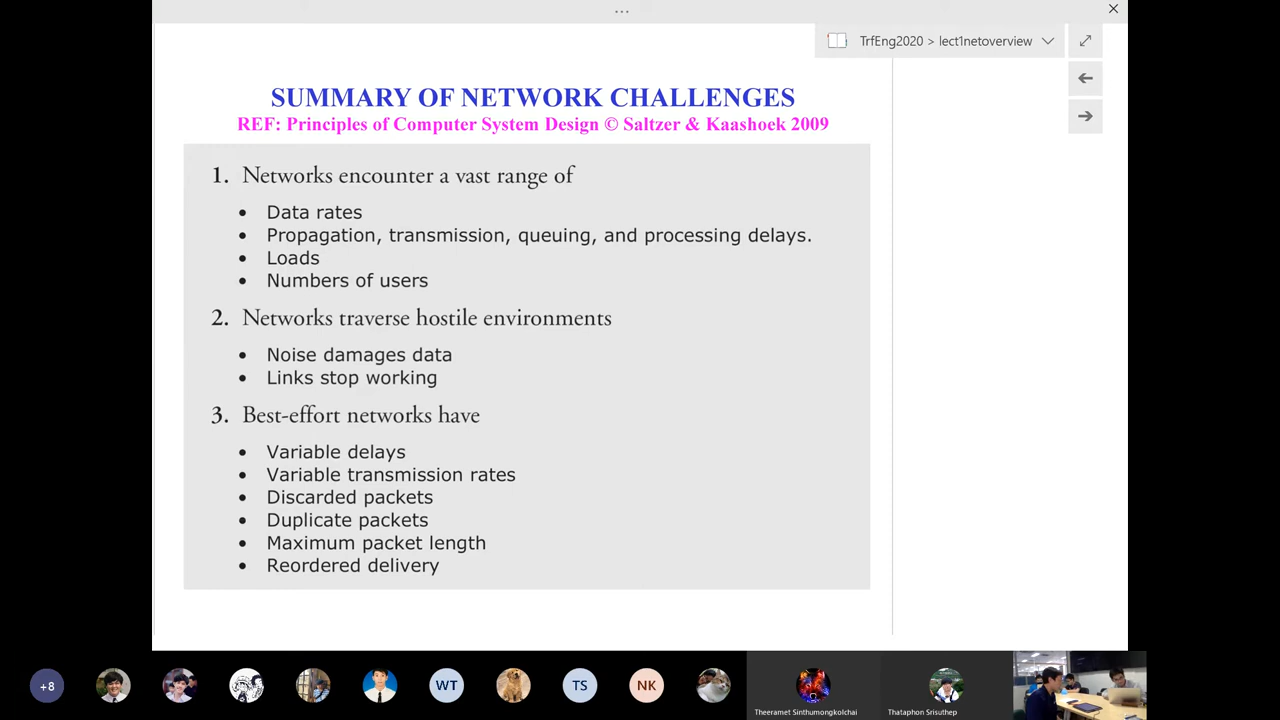 TrfEng2020 > lect1netoverview
SUMMARY OF NETWORK CHALLENGES
REF: Principles of Computer System Design © Saltzer & Kaashoek 2009
1. Networks encounter a vast range of
• Data rates
• Propagation, transmission, queuing, and processing delays.
• Loads
• Numbers of users
2. Networks traverse hostile environments
• Noise damages data
• Links stop working
3. Best-effort networks have
• Variable delays
• Variable transmission rates
• Discarded packets
• Duplicate packets
• Maximum packet length
• Reordered delivery
+8
WT
TS
NK
Theeramet Sinthumongkolchai
Thataphon Srisuthep